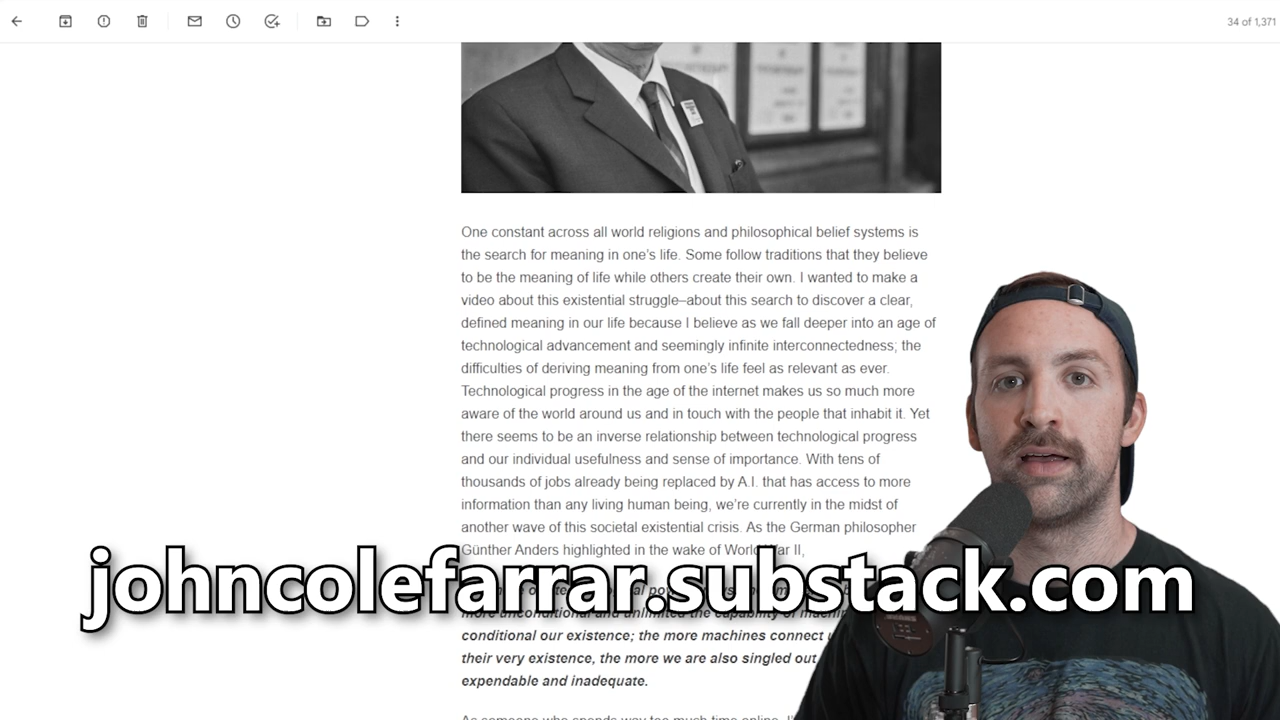 34 of 1,371
One constant across all world religions and philosophical belief systems is
the search for meaning in one's life. Some follow traditions that they believe
to be the meaning of life while others create their own. I wanted to make a
video about this existential struggle–about this search to discover a clear,
defined meaning in our life because I believe as we fall deeper into an age of
technological advancement and seemingly infinite interconnectedness; the
difficulties of deriving meaning from one's life feel as relevant as ever.
Technological progress in the age of the internet makes us so much more
aware of the world around us and in touch with the people that inhabit it. Yet
there seems to be an inverse relationship between technological progress
and our individual usefulness and sense of importance. With tens of
thousands of jobs already being replaced by A.I. that has access to more
information than any living human being, we're currently in the midst of
another wave of this societal existential crisis. As the German philosopher
Günther Anders highlighted in the wake of World War II,
johncolefarrar.substack.com
more unconditional and unlimited the capability of
conditional our existence; the more machines connect
their very existence, the more we are also singled out
expendable and inadequate.
As someone who spends way too much time online,